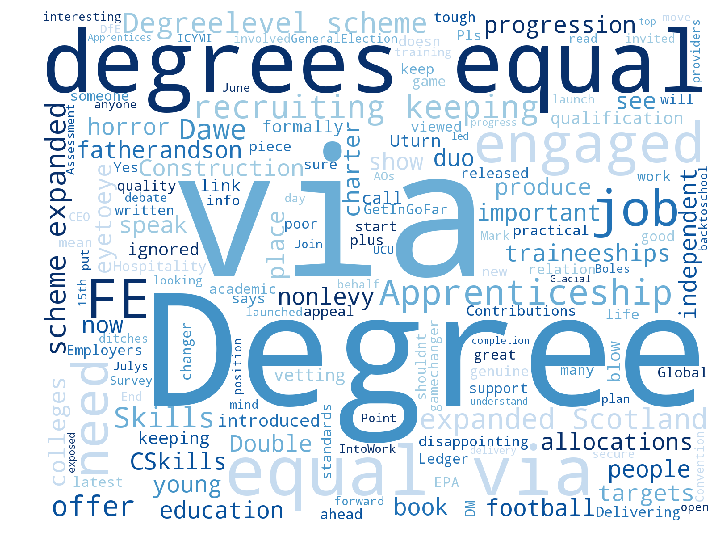 interesting
DfE
Degreelevel scheme
tough
progression
top
move
Apprentices
ICYMI
involved
GeneralElection
doesn
Pls
read
invited
providers
degrees equal
training
keep
game
someone
anyone
June
recruiting keeping
see
will
launch
qualification
Assessment
horror
Dawe
formally
viewed
led
progress
engaged
fatherandson
piece
Uturn
duo
charter
Yes
Construction
sure
show
AOs
released
work
backtoschool
scheme expanded
eyetoeye
quality
link
via
call
produce
debate
info
day
GetInGoFar
important
job
independent
CEO
written
speak
place
poor
start
Mark
practical
good
mean
ignored
Join
plus
UCU
traineeships
put
Hospitality
looking
behalf
new
relation
Boles
15th
FE
academic
says
nonlevy
Apprenticeship
Glacial
launched
appeal
Contributions
life
now
ditches
Degree
Employers
changer
position
shouldnt
gamechanger
completion
great
many
blow
Global
Julys
Survey
vetting
genuine
support
understand
plan
colleges
need
End
mind
Skills
introduced
standards
Point
expanded Scotland
exposed
keeping
Double
IntoWork
disappointing
allocations
CSkills
equal via
Ledger
delivery
secure
people
Convention
latest
young
EPA
targets
offer
education
forward
ahead
book
DM
football
Delivering
open